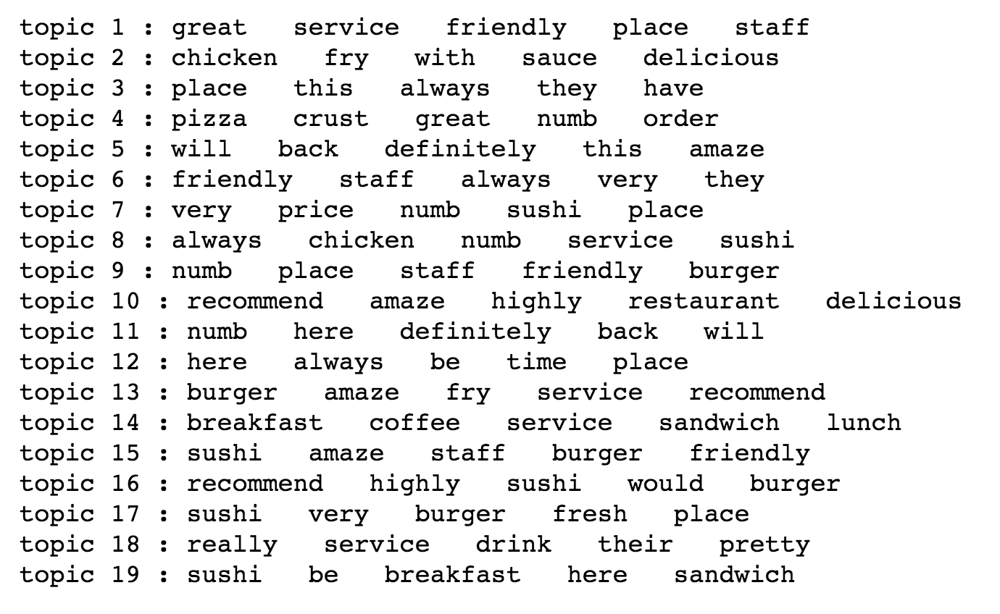 topic 1 : great service friendly place staff
topic 2 : chicken fry with sauce delicious
topic 3 : place this always they have
topic 4 : pizza crust great numb order
topic 5 : will back definitely this amaze
topic 6 : friendly staff always very they
topic 7 : very price numb sushi place
topic 8 : always chicken numb service sushi
topic 9 : numb place staff friendly burger
topic 10 : recommend amaze highly restaurant delicious
topic 11 : numb here definitely back will
topic 12 : here always be time place
topic 13 : burger amaze fry service recommend
topic 14 : breakfast coffee service sandwich lunch
topic 15 : sushi amaze staff burger friendly
topic 16 : recommend highly sushi would burger
topic 17 : sushi very burger fresh place
topic 18 : really service drink their pretty
topic 19 : sushi be breakfast here sandwich